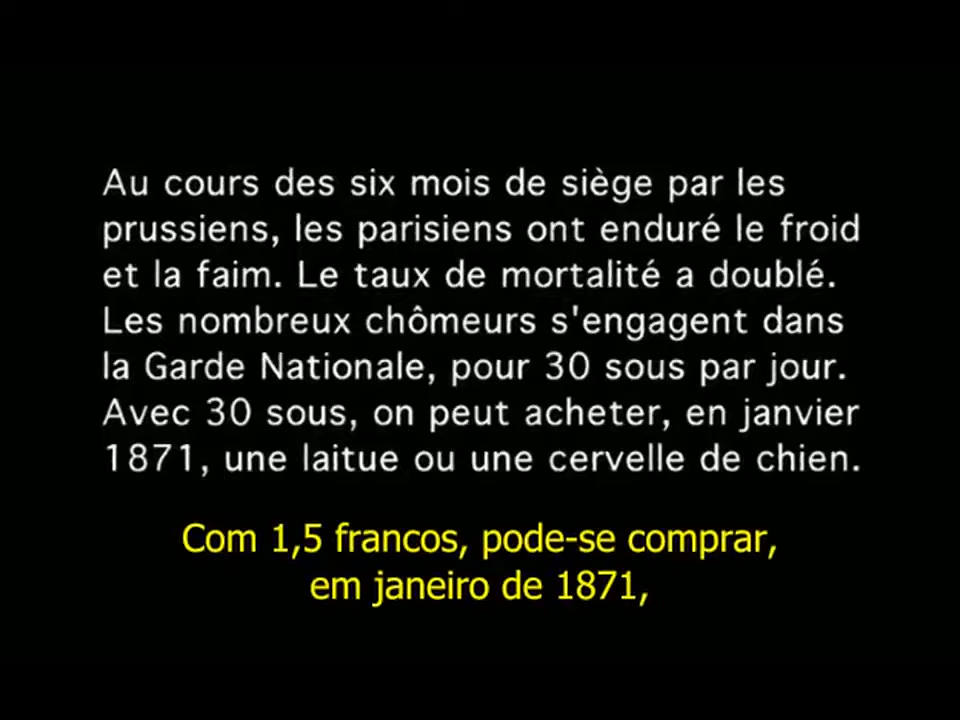 Au cours des six mois de siège par les
prussiens, les parisiens ont enduré le froid
et la faim. Le taux de mortalité a doublé.
Les nombreux chômeurs s'engagent dans
la Garde Nationale, pour 30 sous par jour.
Avec 30 sous, on peut acheter, en janvier
1871, une laitue ou une cervelle de chien.
Com 1,5 francos, pode-se comprar,
em janeiro de 1871,